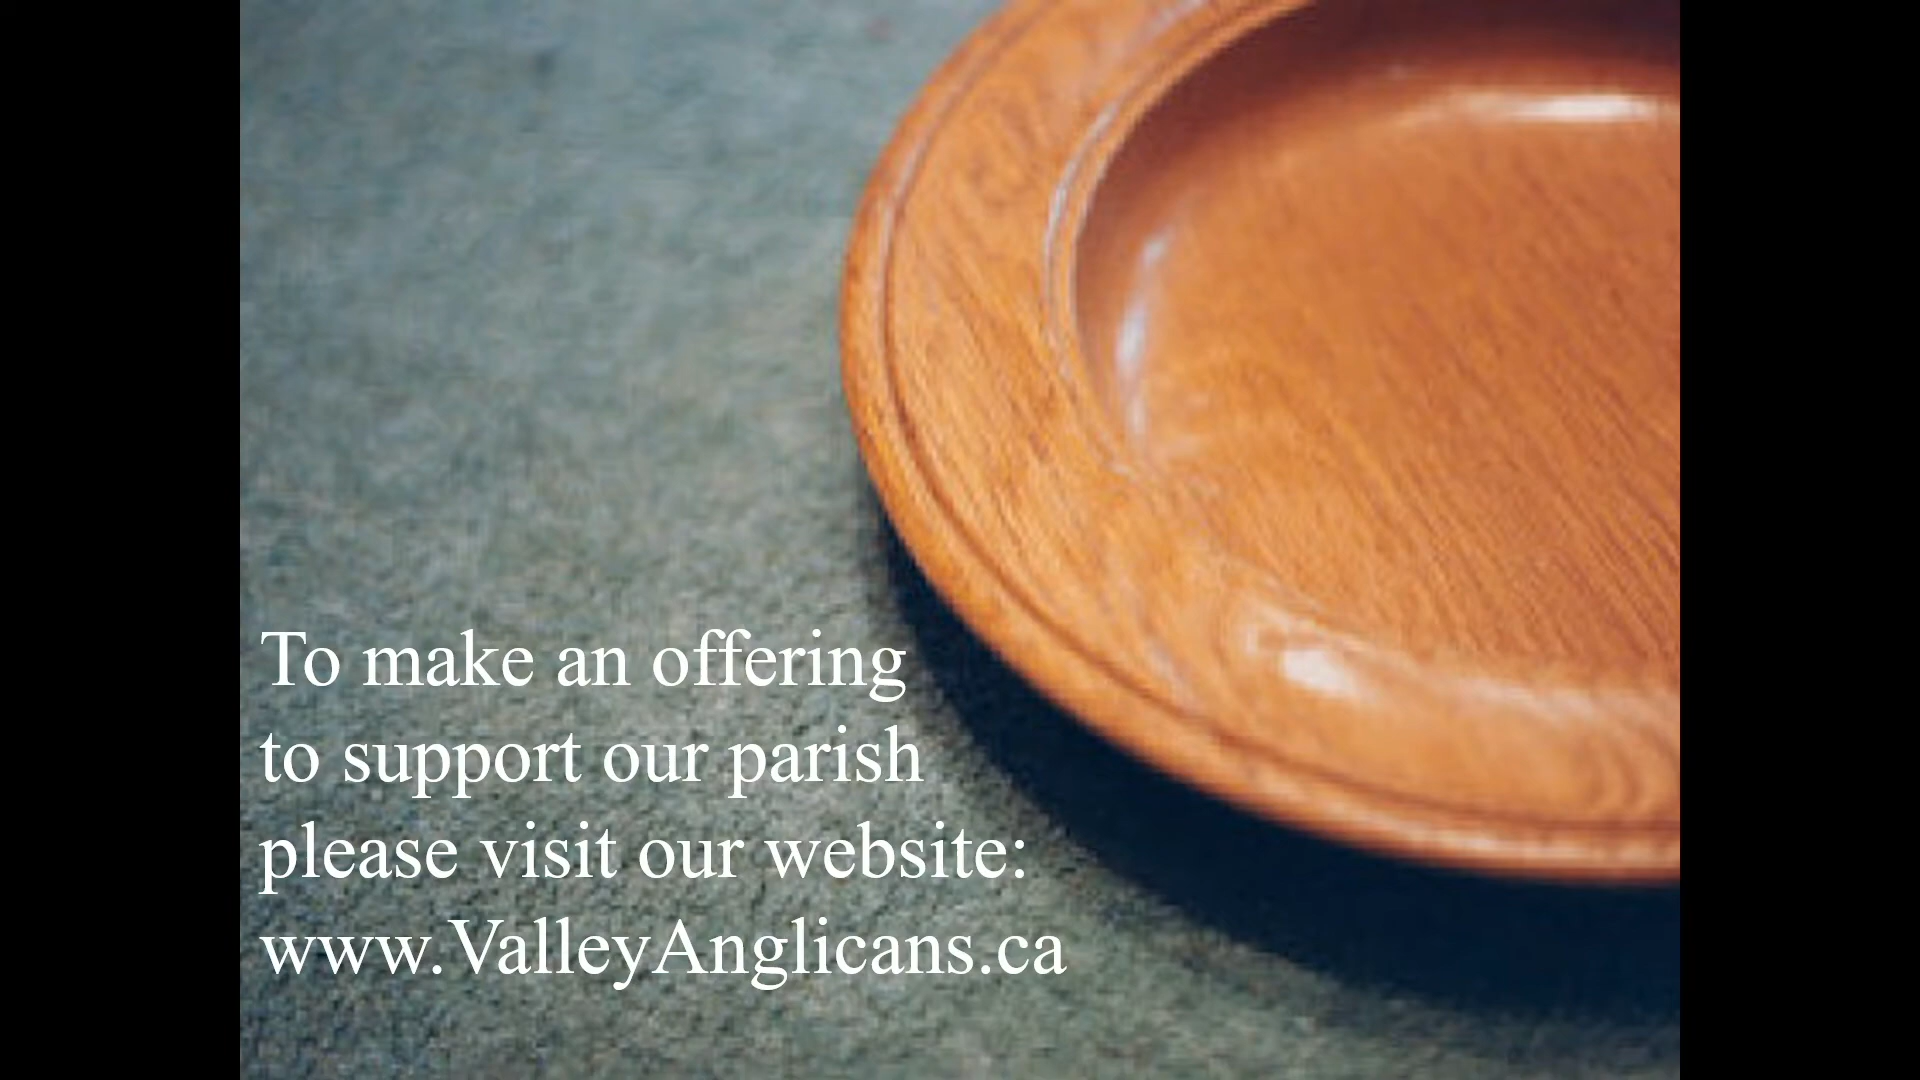 To make an offering
to support our parish
please visit our website:
www.ValleyAnglicans.ca